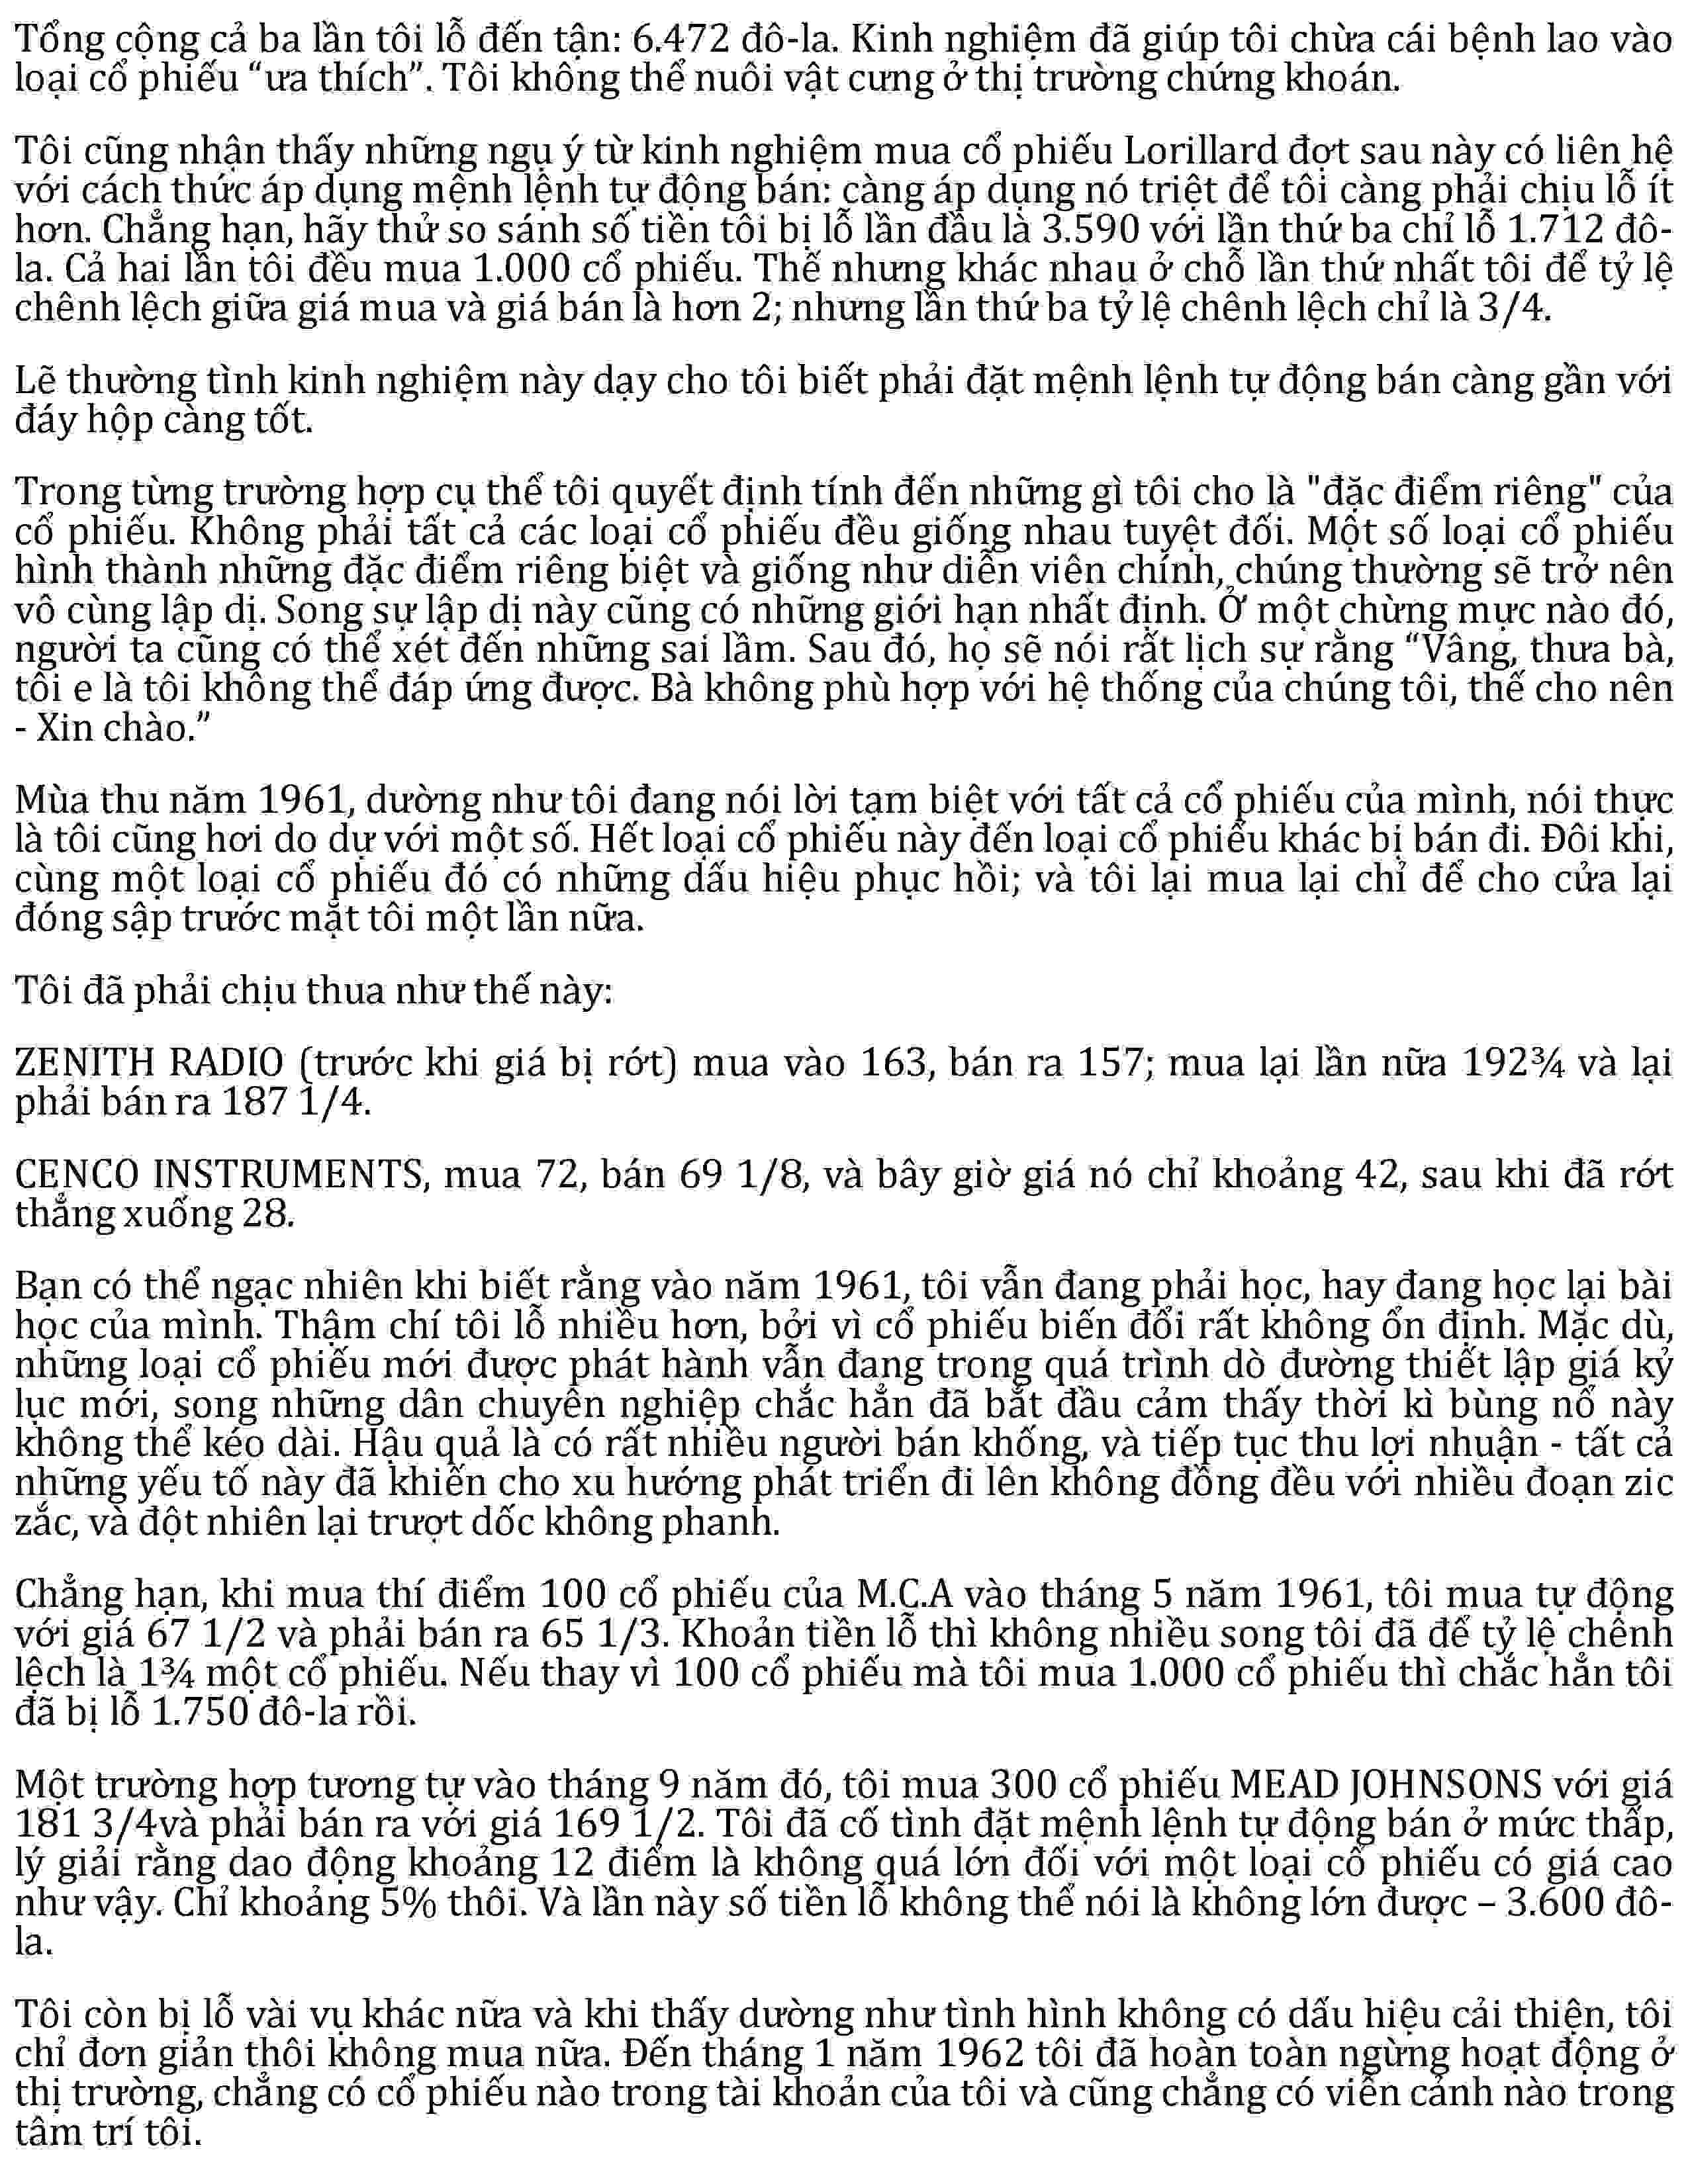 Tổng cộng cả ba lần tôi lỗ đến tận: 6.472 đô-la. Kinh nghiệm đã giúp tôi chừa cái bệnh lao vào
loại cổ phiếu “ưa thích”. Tôi không thể nuôi vật cưng ở thị trường chứng khoán.
Tôi cũng nhận thấy những ngụ ý từ kinh nghiệm mua cổ phiếu Lorillard đợt sau này có liên hệ
với cách thức áp dụng mệnh lệnh tự động bán: càng áp dụng nó triệt để tôi càng phải chịu lỗ ít
hơn. Chẳng hạn, hãy thử so sánh số tiền tôi bị lỗ lần đầu là 3.590 với lần thứ ba chỉ lỗ 1.712 đô-
la. Cả hai lần tôi đều mua 1.000 cổ phiếu. Thế nhưng khác nhau ở chỗ lần thứ nhất tôi để tỷ lệ
chênh lệch giữa giá mua và giá bán là hơn 2; nhưng lần thứ ba tỷ lệ chênh lệch chỉ là 3/4.
Lẽ thường tình kinh nghiệm này dạy cho tôi biết phải đặt mệnh lệnh tự động bán càng gần với
đáy hộp càng tốt.
Trong từng trường hợp cụ thể tôi quyết định tính đến những gì tôi cho là "đặc điểm riêng" của
cổ phiếu. Không phải tất cả các loại cổ phiếu đều giống nhau tuyệt đối. Một số loại cổ phiếu
hình thành những đặc điểm riêng biệt và giống như diễn viên chính, chúng thường sẽ trở nên
vô cùng lập dị. Song sự lập dị này cũng có những giới hạn nhất định. Ở một chừng mực nào đó,
người ta cũng có thể xét đến những sai lầm. Sau đó, họ sẽ nói rất lịch sự rằng “Vâng, thưa bà,
tôi e là tôi không thể đáp ứng được. Bà không phù hợp với hệ thống của chúng tôi, thế cho nên
- Xin chào.”
Mùa thu năm 1961, dường như tôi đang nói lời tạm biệt với tất cả cổ phiếu của mình, nói thực
là tôi cũng hơi do dự với một số. Hết loại cổ phiếu này đến loại cổ phiếu khác bị bán đi. Đôi khi,
cùng một loại cổ phiếu đó có những dấu hiệu phục hồi; và tôi lại mua lại chỉ để cho cửa lại
đóng sập trước mặt tôi một lần nữa.
Tôi đã phải chịu thua như thế này:
ZENITH RADIO (trước khi giá bị rớt) mua vào 163, bán ra 157; mua lại lần nữa 192¾ và lại
phải bán ra 187 1/4.
CENCO INSTRUMENTS, mua 72, bán 69 1/8, và bây giờ giá nó chỉ khoảng 42, sau khi đã rớt
thẳng xuống 28.
Bạn có thể ngạc nhiên khi biết rằng vào năm 1961, tôi vẫn đang phải học, hay đang học lại bài
học của mình. Thậm chí tôi lỗ nhiều hơn, bởi vì cổ phiếu biến đổi rất không ổn định. Mặc dù,
những loại cổ phiếu mới được phát hành vẫn đang trong quá trình dò đường thiết lập giá kỷ
lục mới, song những dân chuyên nghiệp chắc hẳn đã bắt đầu cảm thấy thời kì bùng nổ này
không thể kéo dài. Hậu quả là có rất nhiều người bán khống, và tiếp tục thu lợi nhuận - tất cả
những yếu tố này đã khiến cho xu hướng phát triển đi lên không đồng đều với nhiều đoạn zic
zắc, và đột nhiên lại trượt dốc không phanh.
Chẳng hạn, khi mua thí điểm 100 cổ phiếu của M.C.A vào tháng 5 năm 1961, tôi mua tự động
với giá 67 1/2 và phải bán ra 65 1/3. Khoản tiền lỗ thì không nhiều song tôi đã để tỷ lệ chênh
lệch là 1¾ một cổ phiếu. Nếu thay vì 100 cổ phiếu mà tôi mua 1.000 cổ phiếu thì chắc hẳn tôi
đã bị lỗ 1.750 đô-la rồi.
Một trường hợp tương tự vào tháng 9 năm đó, tôi mua 300 cổ phiếu MEAD JOHNSONS với giá
181 3/4và phải bán ra với giá 169 1/2. Tôi đã cố tình đặt mệnh lệnh tự động bán ở mức thấp,
lý giải rằng dao động khoảng 12 điểm là không quá lớn đối với một loại cổ phiếu có giá cao
như vậy. Chỉ khoảng 5% thôi. Và lần này số tiền lỗ không thể nói là không lớn được – 3.600 đô-
la.
Tôi còn bị lỗ vài vụ khác nữa và khi thấy dường như tình hình không có dấu hiệu cải thiện, tôi
chỉ đơn giản thôi không mua nữa. Đến tháng 1 năm 1962 tôi đã hoàn toàn ngừng hoạt động ở
thị trường, chẳng có cổ phiếu nào trong tài khoản của tôi và cũng chẳng có viễn cảnh nào trong
tâm trí tôi.